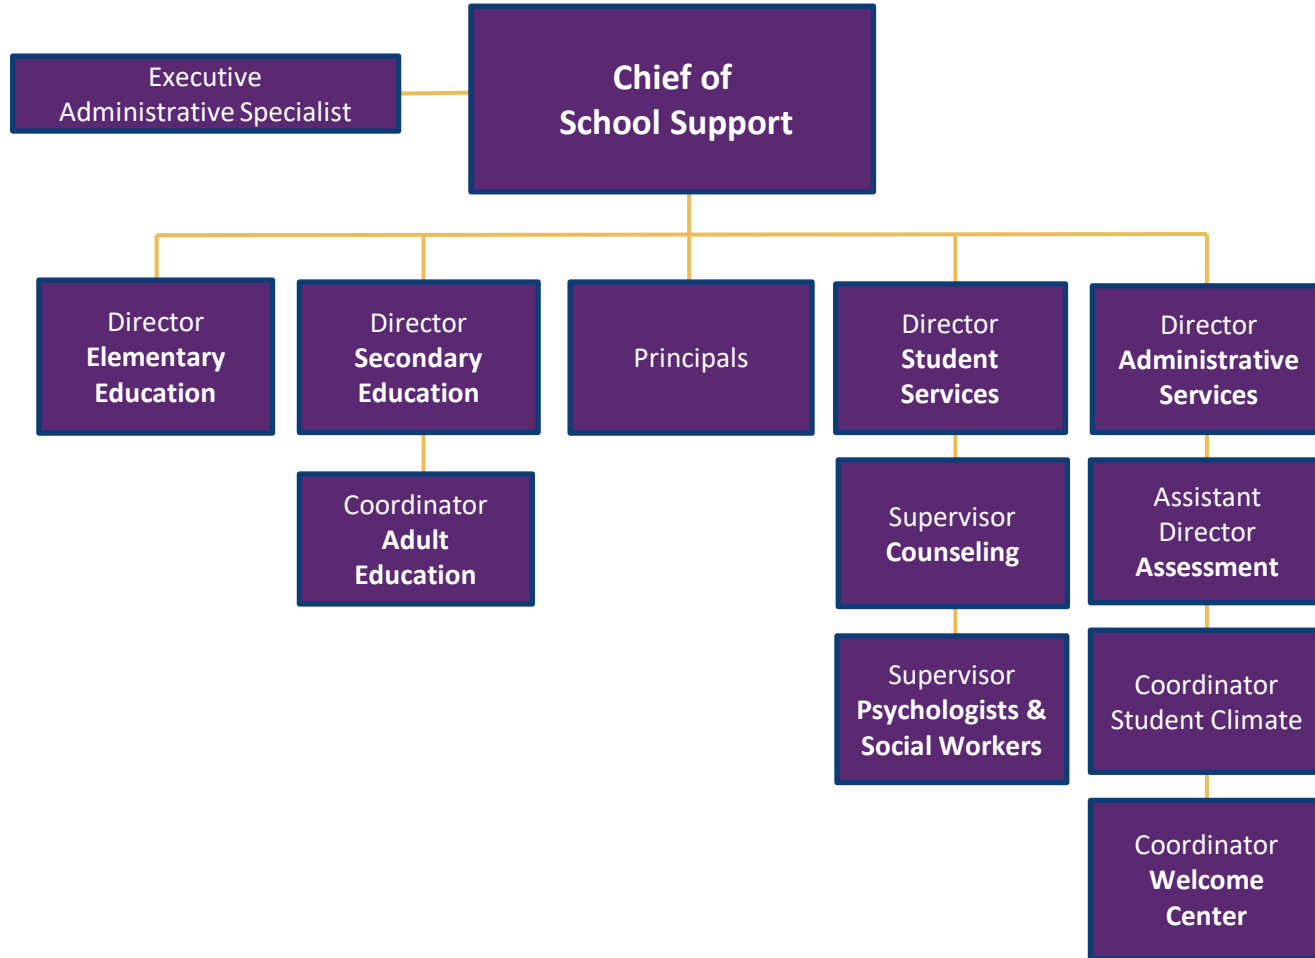 Executive
Administrative Specialist
Chief of
School Support
Director
Elementary
Education
Director
Secondary
Education
Principals
Director
Student
Services
Director
Administrative
Services
Coordinator
Adult
Education
Supervisor
Counseling
Assistant
Director
Assessment
Supervisor
Psychologists &
Social Workers
Coordinator
Student Climate
Coordinator
Welcome
Center